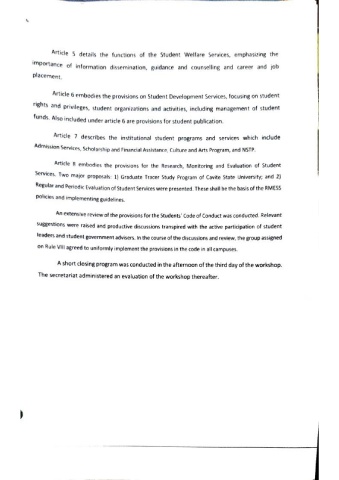 Article 5 details the functions of the Student Welfare Services, emphasizing the
importance of information dissemination, guidance and counselling and career and job
placement.
Article 6 embodies the provisions on Student Development Services, focusing on student
rights and privileges, student organizations and activities, including management of student
funds. Also included under article 6 are provisions for student publication.
Article 7 describes the institutional student programs and services which include
Admission Services, Scholarship and Financial Assistance, Culture and Arts Program, and NSTP.
Article 8 embodies the provisions for the Research, Monitoring and Evaluation of Student
Services. Two major proposals: 1) Graduate Tracer Study Program of Cavite State University; and 2)
Regular and Periodic Evaluation of Student Services were presented. These shall be the basis of the RMESS
policies and implementing guidelines.
An extensive review of the provisions for the Students' Code of Conduct was conducted. Relevant
suggestions were raised and productive discussions transpired with the active participation of student
leaders and student government advisers. In the course of the discussions and review, the group assigned
on Rule VIII agreed to uniformly implement the provisions in the code in all campuses.
A short closing program was conducted in the afternoon of the third day of the workshop.
The secretariat administered an evaluation of the workshop thereafter.